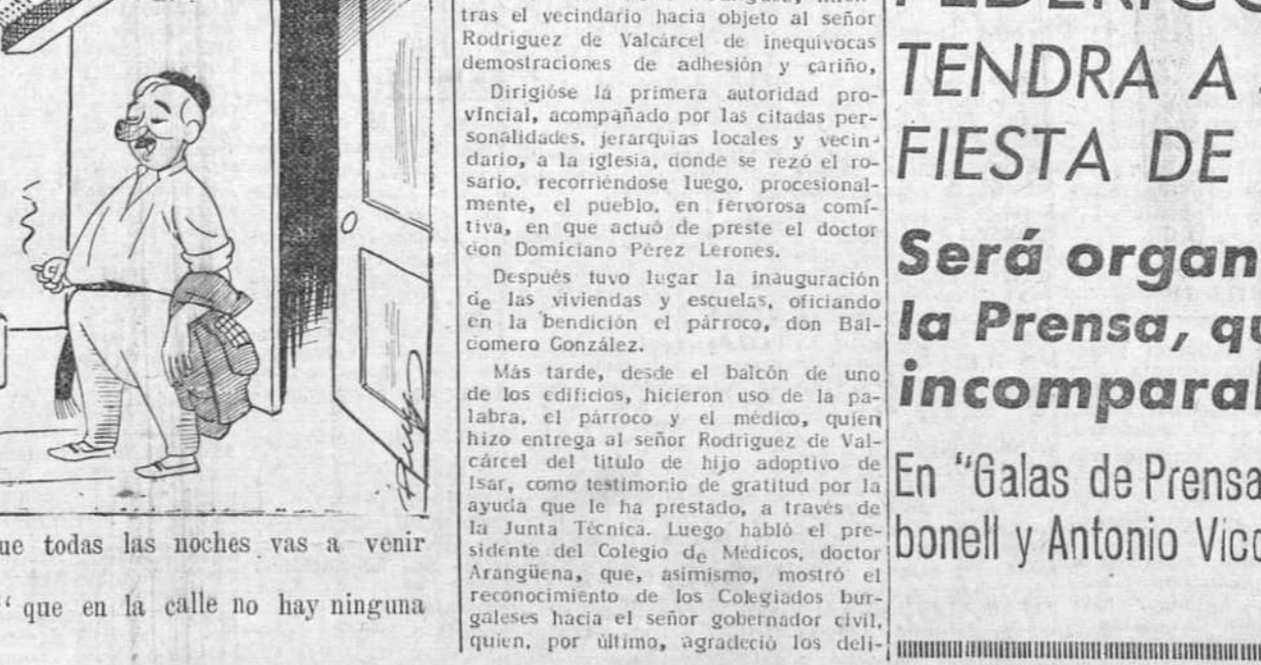 ue todas las noches vas a venir
" que en la calle no hay ninguna
tras el vecindario hacia objeto al señor
Rodriguez de Valcárcel de inequivocas
demostraciones de adhesión y cariño,
Dirigióse la primera autoridad pro-
vincial, acompañado por las citadas per-
sonalidades, jerarquias locales y vecin-
dario, a la iglesia, donde se rezó el ro-
sario, recorriéndose luego, procesional-
mente, el pueblo, en fervorosa comí-
tiva, en que actuó de preste el doctor
don Domiciano Pérez Lerones.
Después tuvo lugar la inauguración
de las viviendas y escuelas, oficiando
en la bendición el párroco, don Bal-
domero González.
Más tarde, desde el balcón de uno
de los edificios, hicieron uso de la pa-
labra, el párroco y el médico, quien
hizo entrega al señor Rodriguez de Val-
cárcel del titulo de hijo adoptivo de
Isar, como testimonio de gratitud por la
ayuda que le ha prestado, a través de
la Junta Técnica. Luego habló el pre-
sidente del Colegio de Médicos, doctor
Arangüena, que, asimismo, mostró el
reconocimiento de los Colegiados bur-
galeses hacia el señor gobernador civil,
quien, por último, agradeció los deli-
FEDERICO
TENDRA A
FIESTA DE
Será organ
la Prensa, qu
incomparal
En "Galas de Prensa
bonell y Antonio Vico